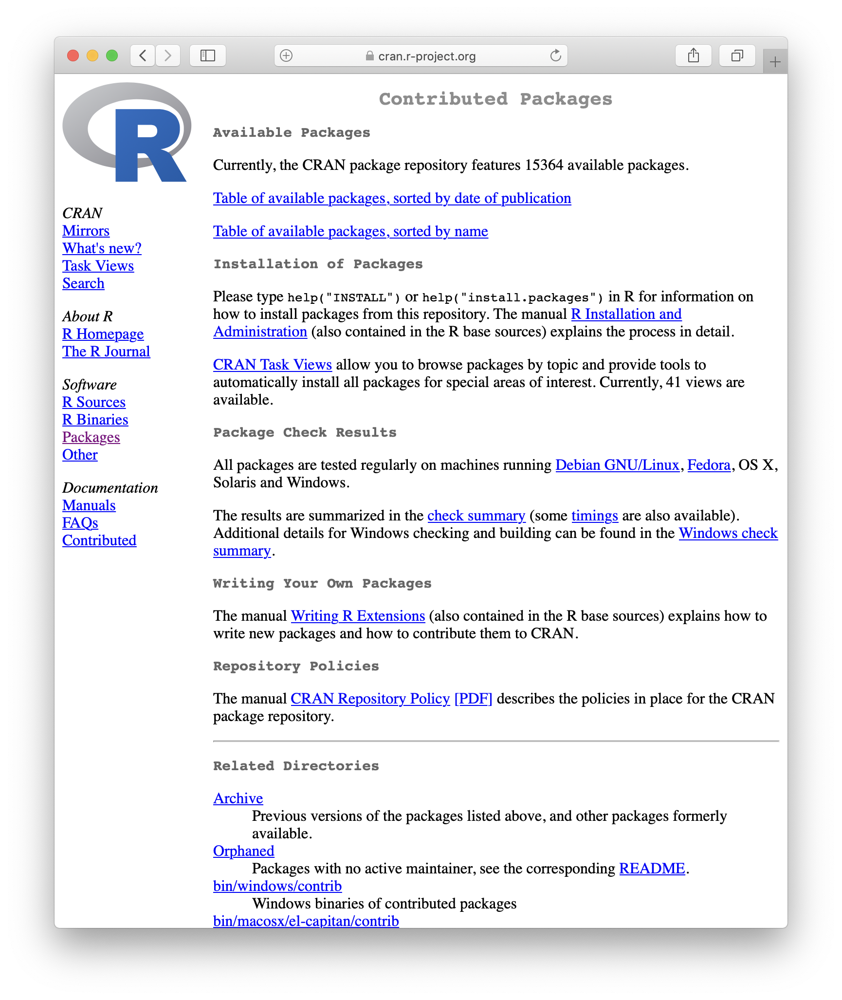 cran.r-project.org
R
CRAN
Mirrors
What's new?
Task Views
Search
About R
R Homepage
The R Journal
Software
R Sources
R Binaries
Packages
Other
Documentation
Manuals
FAQs
Contributed
Contributed Packages
Available Packages
Currently, the CRAN package repository features 15364 available packages.
Table of available packages, sorted by date of publication
Table of available packages, sorted by name
Installation of Packages
Please type help("INSTALL") or help("install.packages") in R for information on
how to install packages from this repository. The manual R Installation and
Administration (also contained in the R base sources) explains the process in detail.
CRAN Task Views allow you to browse packages by topic and provide tools to
automatically install all packages for special areas of interest. Currently, 41 views are
available.
Package Check Results
All packages are tested regularly on machines running Debian GNU/Linux, Fedora, OS X,
Solaris and Windows.
The results are summarized in the check summary (some timings are also available).
Additional details for Windows checking and building can be found in the Windows check
summary.
Writing Your Own Packages
The manual Writing R Extensions (also contained in the R base sources) explains how to
write new packages and how to contribute them to CRAN.
Repository Policies
The manual CRAN Repository Policy [PDF] describes the policies in place for the CRAN
package repository.
Related Directories
Archive
Previous versions of the packages listed above, and other packages formerly
available.
Orphaned
Packages with no active maintainer, see the corresponding README.
bin/windows/contrib
Windows binaries of contributed packages
bin/macosx/el-capitan/contrib